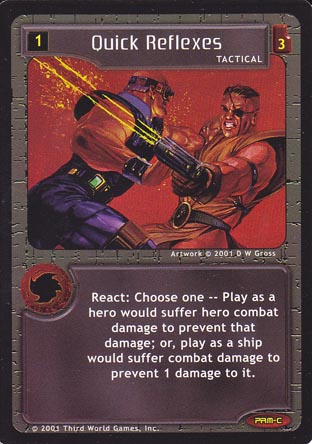 1
Quick Reflexes
3
TACTICAL
Artwork © 2001 D W Gross
React: Choose one -- Play as a
hero would suffer hero combat
damage to prevent that
damage; or, play as a ship
would suffer combat damage to
prevent 1 damage to it.
© 2001 Third World Games, Inc.
PRM-C